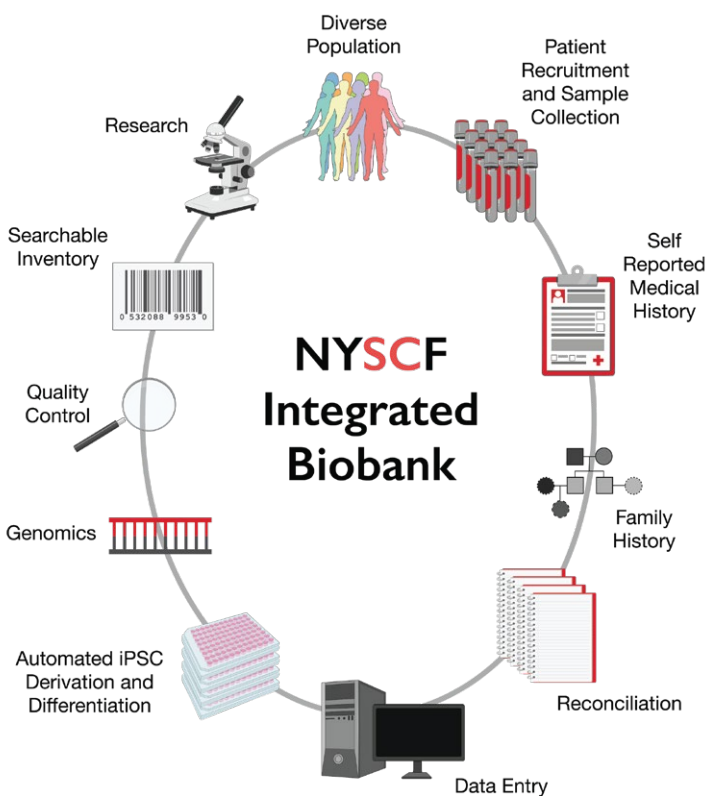 Diverse
Population
Patient
Recruitment
and Sample
Collection
Self
Reported
Medical
History
Family
History
Reconciliation
Data Entry
Automated iPSC
Derivation and
Differentiation
Genomics
Quality
Control
Searchable
Inventory
0 532088 9953 0
Research
NYSCF
Integrated
Biobank